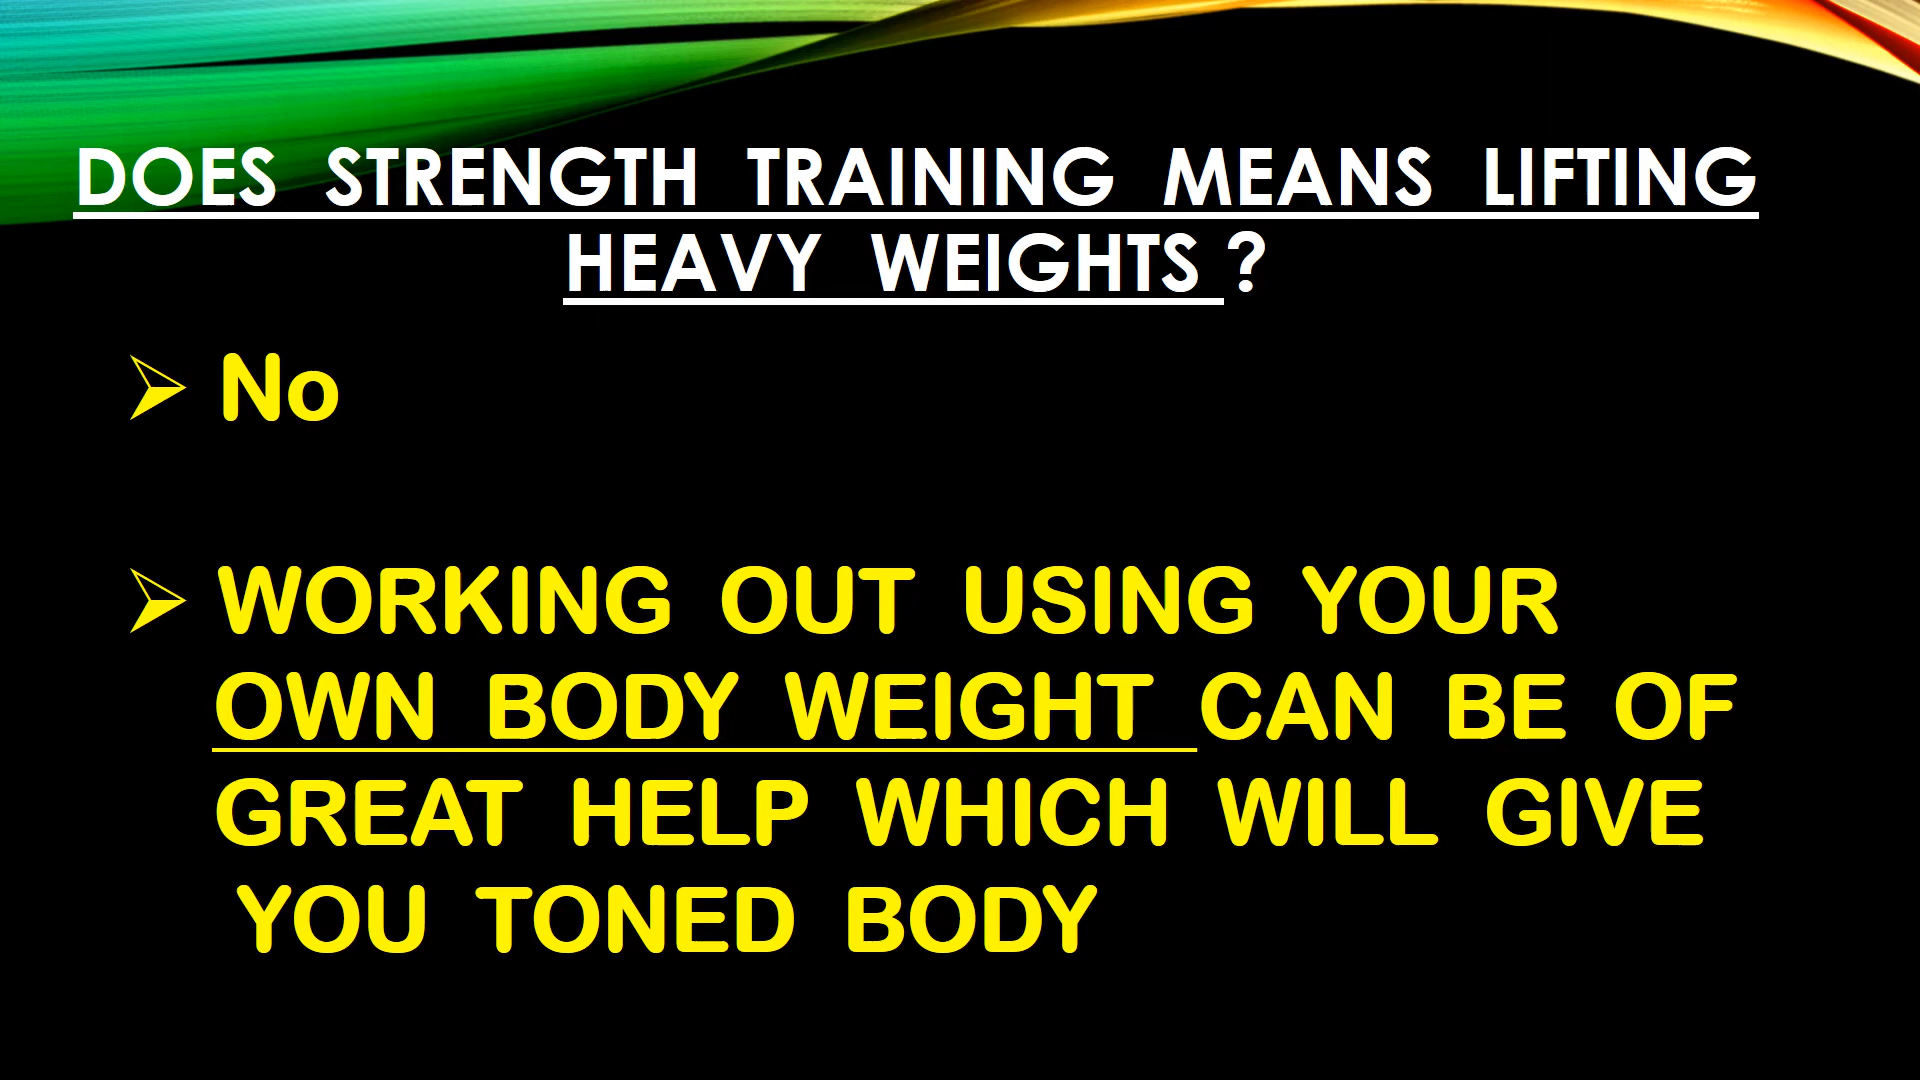 DOES STRENGTH TRAINING MEANS LIFTING
HEAVY WEIGHTS ?
No
WORKING OUT USING YOUR
OWN BODY WEIGHT CAN BE OF
GREAT HELP WHICH WILL GIVE
YOU TONED BODY